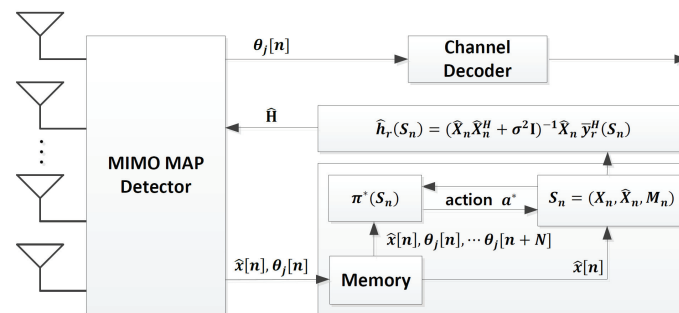 θ_j[n]
Channel
Decoder
Ĥ
ĥ_r(S_n) = (X̂_n X̂_n^H + σ²I)^{-1} X̂_n ȳ_r^H(S_n)
MIMO MAP
Detector
π*(S_n)
action a*
S_n = (X_n, X̂_n, M_n)
x̂[n], θ_j[n], ⋯ θ_j[n + N]
x̂[n], θ_j[n]
Memory
x̂[n]